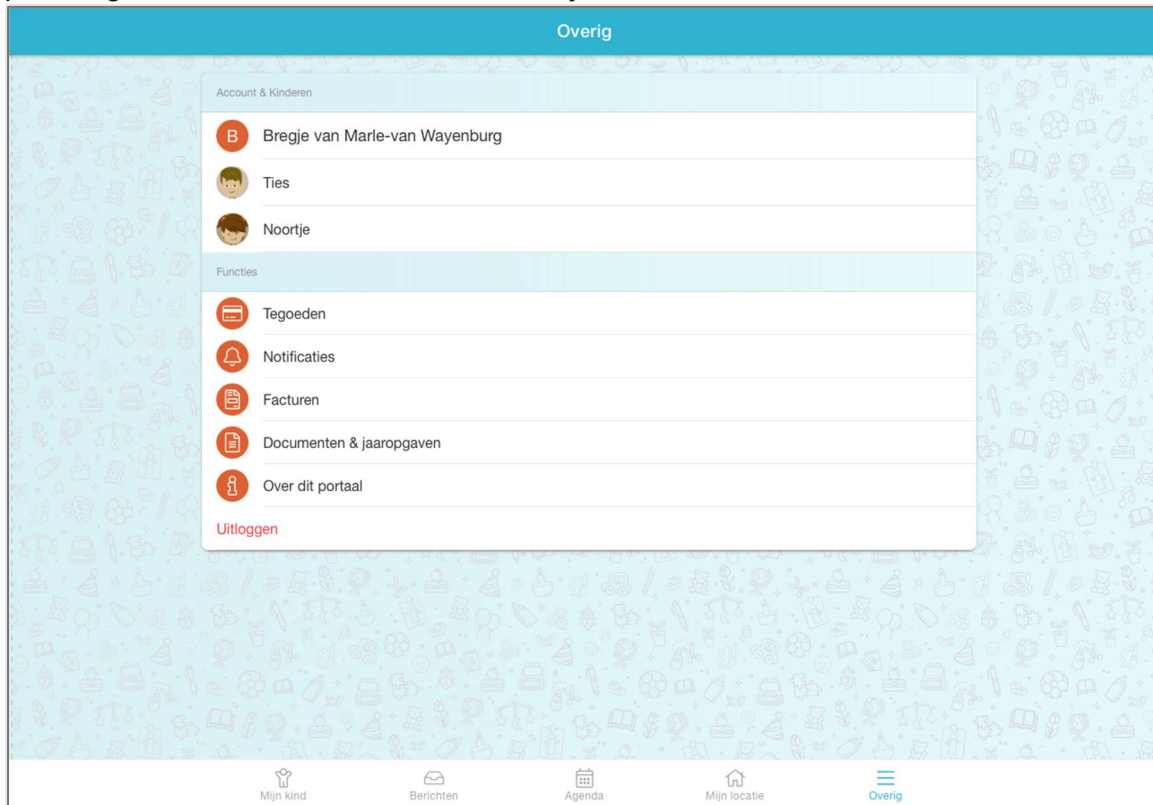 Overig
Account & Kinderen
B
Bregje van Marle-van Wayenburg
Ties
Noortje
Functies
Tegoeden
Notificaties
Facturen
Documenten & jaaropgaven
Over dit portaal
Uitloggen
Mijn kind
Berichten
Agenda
Mijn locatie
Overig